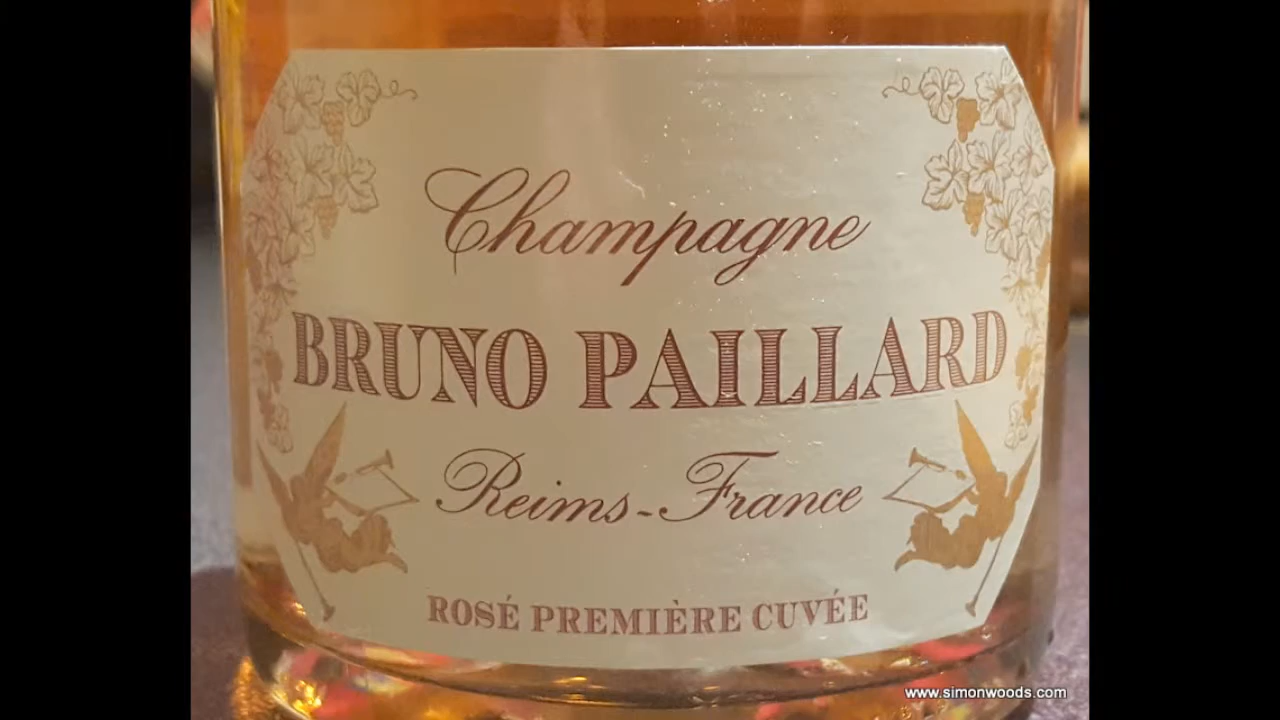 Champagne
BRUNO PAILLARD
Reims-France
ROSÉ PREMIÈRE CUVÉE
www.simonwoods.com